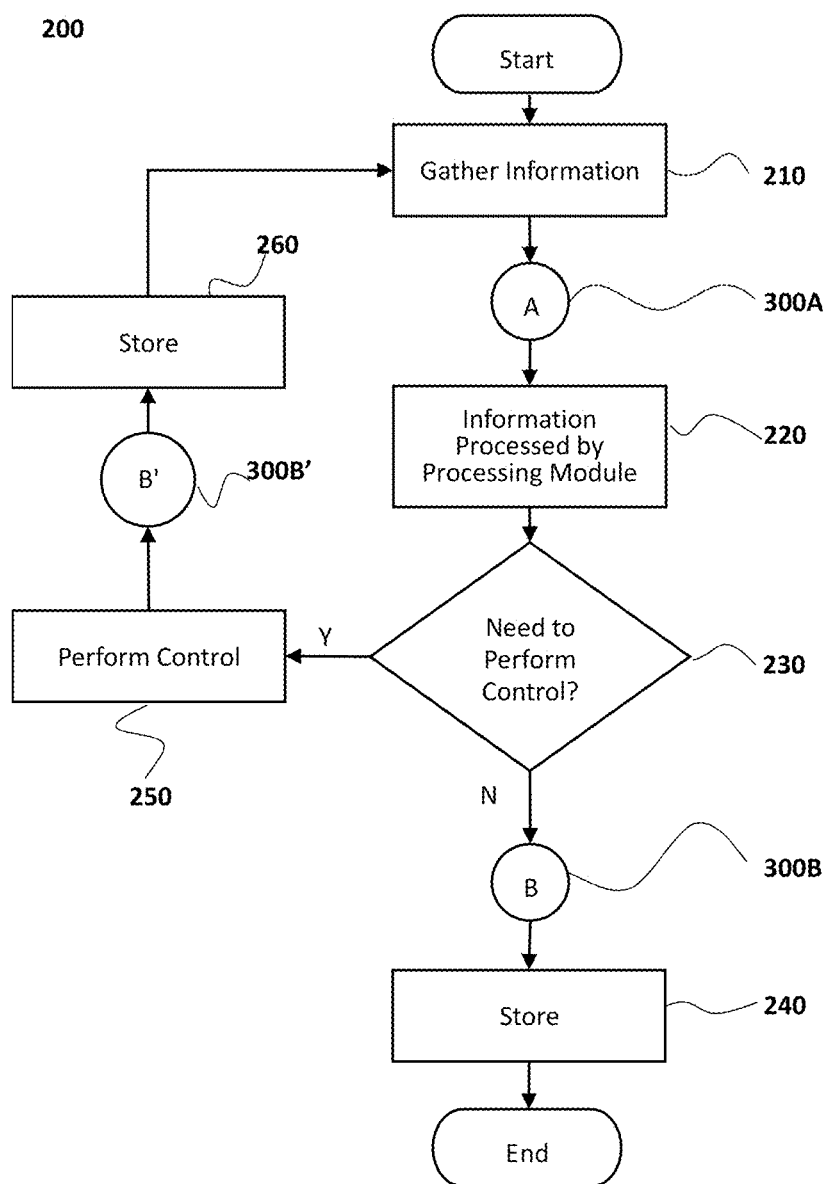 200
Start
Gather Information
210
260
A
300A
Store
Information
Processed by
Processing Module
220
B'
300B'
Need to
Perform
Control?
Y
Perform Control
230
250
N
B
300B
Store
240
End